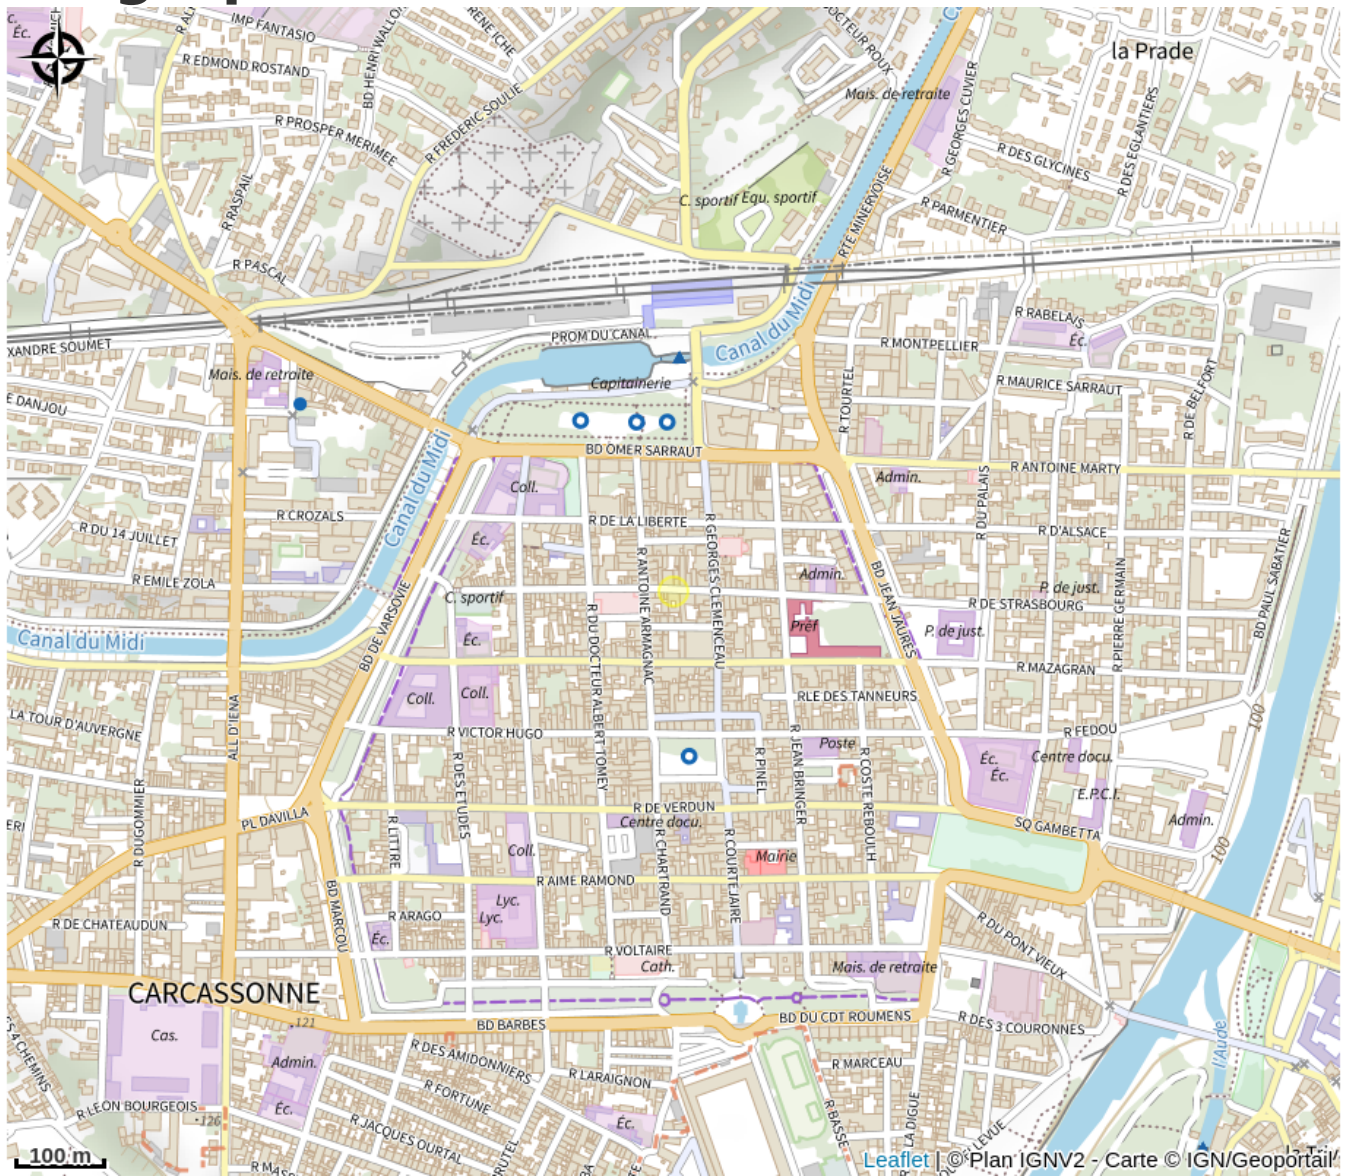 Éc.
IMP FANTASIO
R EDMOND ROSTAND
BD HENRI WALLON
R PROSPER MERIMEE
R FREDERIC SOULIE
DOCTEUR ROUX
Mais. de retraite
la Prade
R GEORGES CUVIER
R DES GLYCINES
R DES EGLANTIERS
R PARMENTIER
RTE MINERVOISE
C. sportif
Equ. sportif
R RASPAIL
R PASCAL
XANDRE SOUMET
Mais. de retraite
E DANJOU
PROM DU CANAL
Canal du Midi
Capitainerie
R MONTPELLIER
R RABELAIS
Éc.
R MAURICE SARRAUT
R DE BELFORT
R TOURTEL
BD OMER SARRAUT
R ANTOINE MARTY
Admin.
Coll.
Canal du Midi
R CROZALS
R DU 14 JUILLET
R EMILE ZOLA
Éc.
R DE LA LIBERTE
R GEORGES CLEMENCEAU
R DU PALAIS
R D'ALSACE
BD PAUL SABATIER
R ANTOINE ARMAGNAC
Admin.
BD JEAN JAURES
P. de just.
R PIERRE GERMAIN
C. sportif
R DE STRASBOURG
R DU DOCTEUR ALBERT TOMEY
Préf
P. de just.
Canal du Midi
BD DE VARSOVIE
Éc.
R MAZAGRAN
Coll.
Coll.
RLE DES TANNEURS
LA TOUR D'AUVERGNE
ALL D'IENA
R VICTOR HUGO
R FEDOU
100
Poste
R PINEL
R JEAN BRINGER
R COSTE REBOULH
Éc.
Éc.
Centre docu.
E.P.C.I.
R DES ETUDES
R DUGOMMIER
PL DAVILLA
R DE VERDUN
Centre docu.
SQ GAMBETTA
Admin.
100
ERI
R LITTRE
Coll.
R CHARTRAND
R COURTEJAIRE
Mairie
BD MARCOU
R AIME RAMOND
Lyc.
Lyc.
R DE CHATEAUDUN
R ARAGO
Éc.
R DU PONT VIEUX
R VOLTAIRE
Cath.
Mais. de retraite
CARCASSONNE
121
BD BARBES
BD DU CDT ROUMENS
R DES 3 COURONNES
l'Aude
Cas.
Admin.
R DES AMIDONNIERS
R LARAIGNON
R MARCEAU
R FORTUNE
S 4 CHEMINS
R LEON BOURGEOIS
126
Éc.
R JACQUES OURTAL
Éc.
R BASSE
R LA DIGUE
100 m
Leaflet | © Plan IGNV2 - Carte © IGN/Geoportail